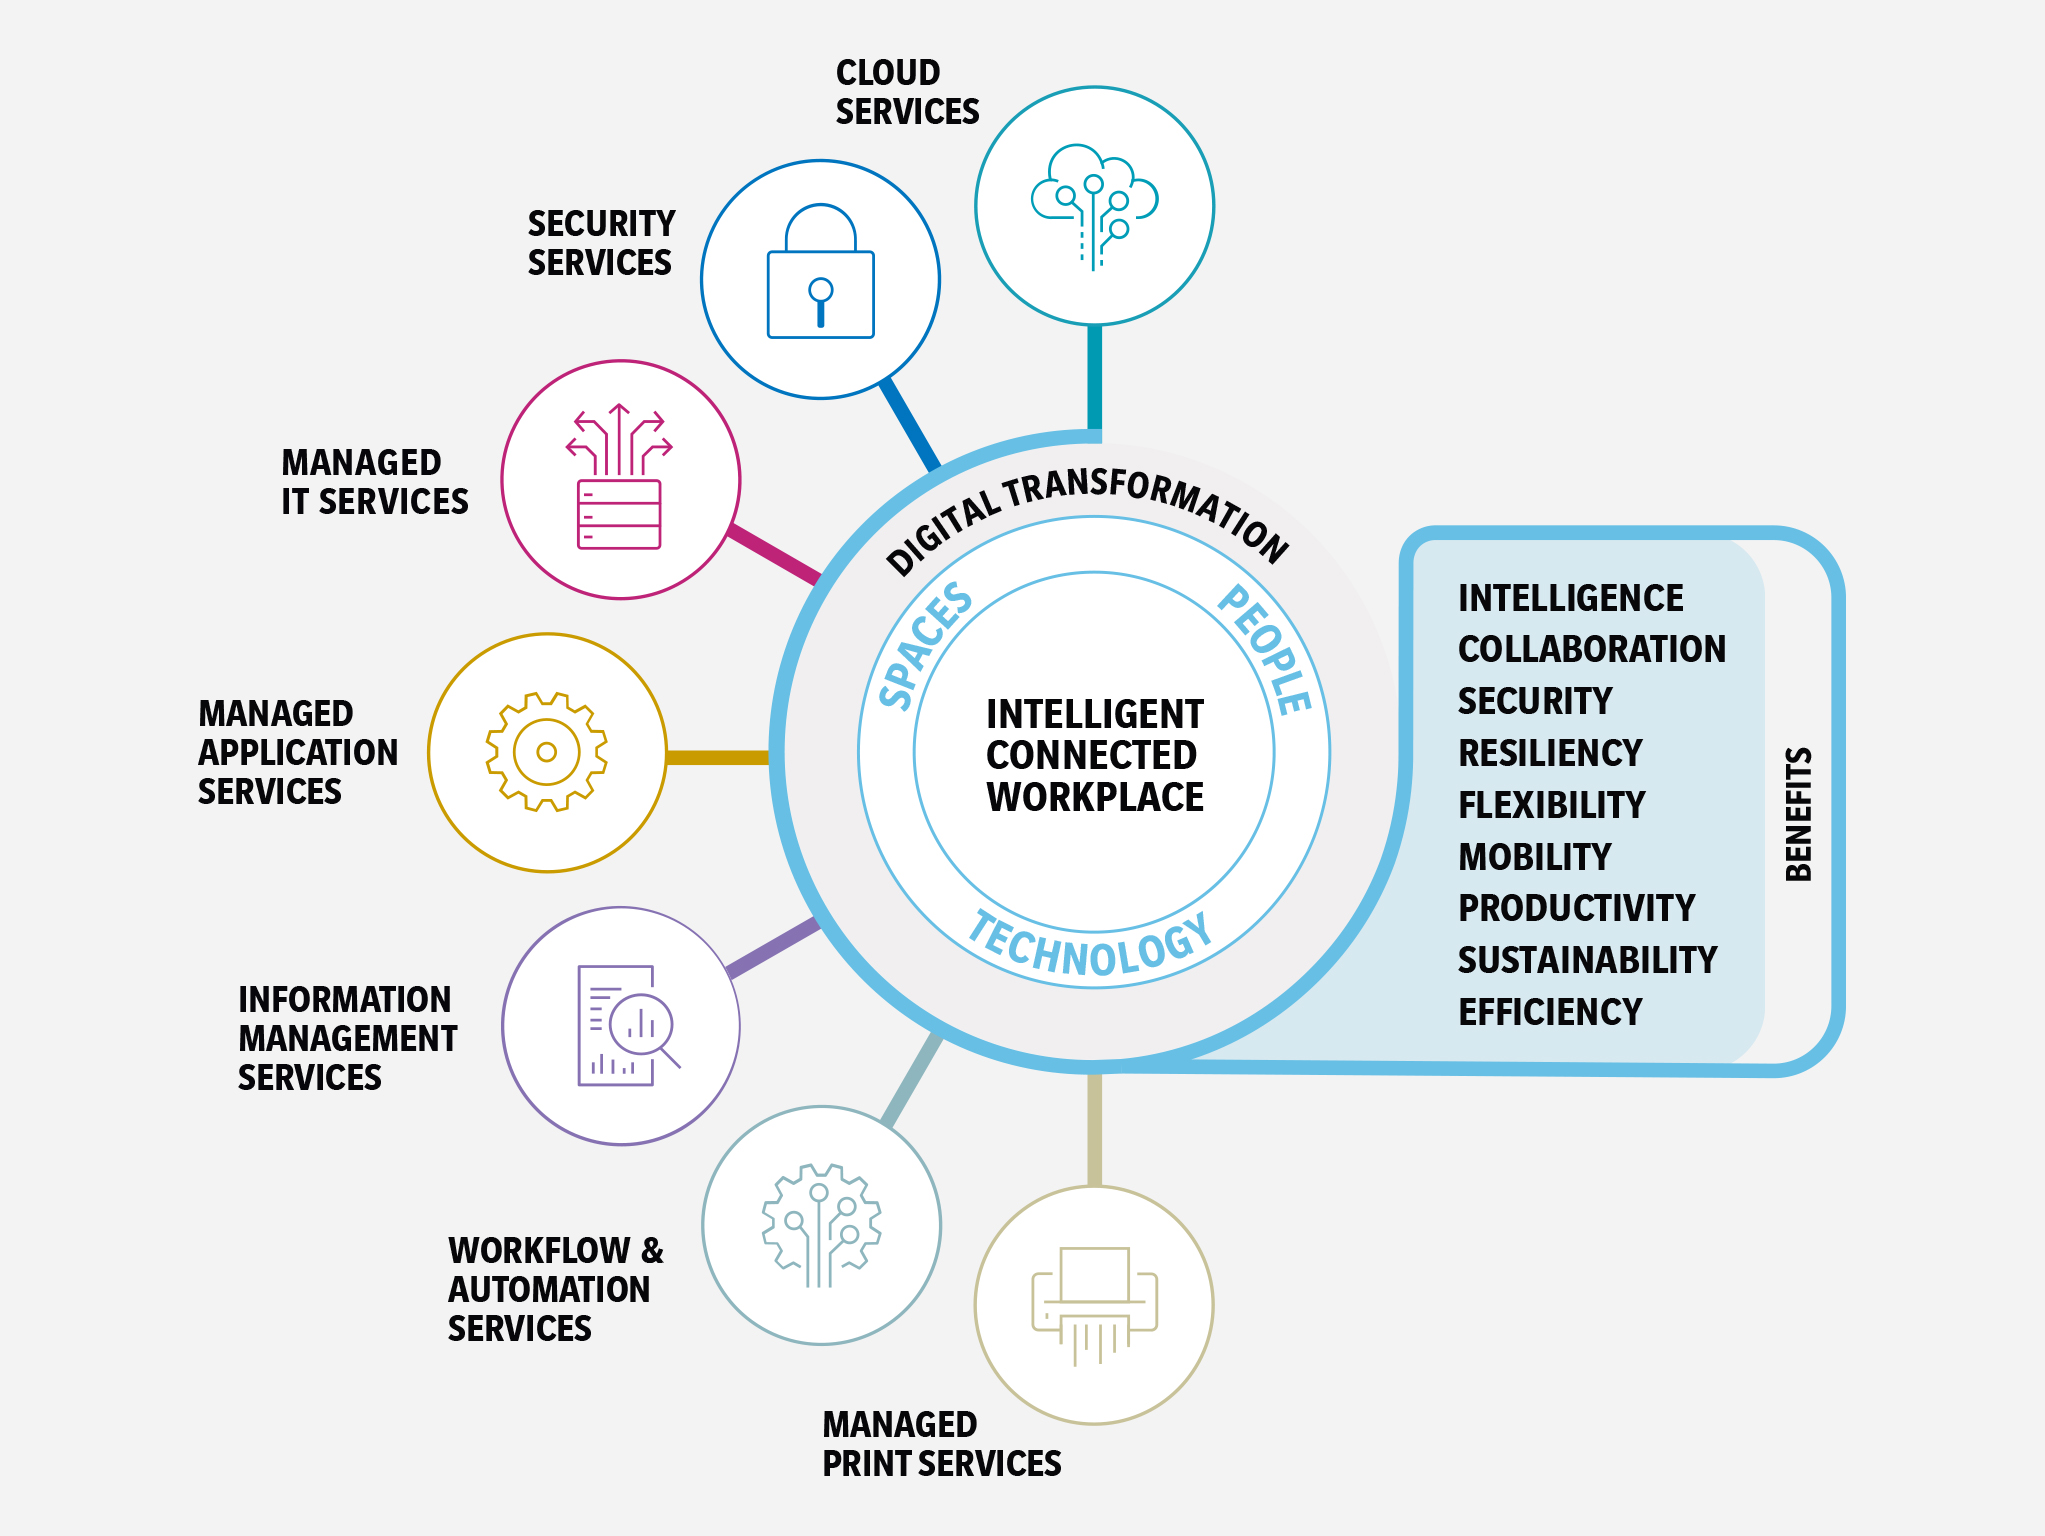 CLOUD
SERVICES
SECURITY
SERVICES
MANAGED
IT SERVICES
MANAGED
APPLICATION
SERVICES
INFORMATION
MANAGEMENT
SERVICES
WORKFLOW &
AUTOMATION
SERVICES
MANAGED
PRINT SERVICES
DIGITAL TRANSFORMATION
SPACES
PEOPLE
TECHNOLOGY
INTELLIGENT
CONNECTED
WORKPLACE
INTELLIGENCE
COLLABORATION
SECURITY
RESILIENCY
FLEXIBILITY
MOBILITY
PRODUCTIVITY
SUSTAINABILITY
EFFICIENCY
BENEFITS